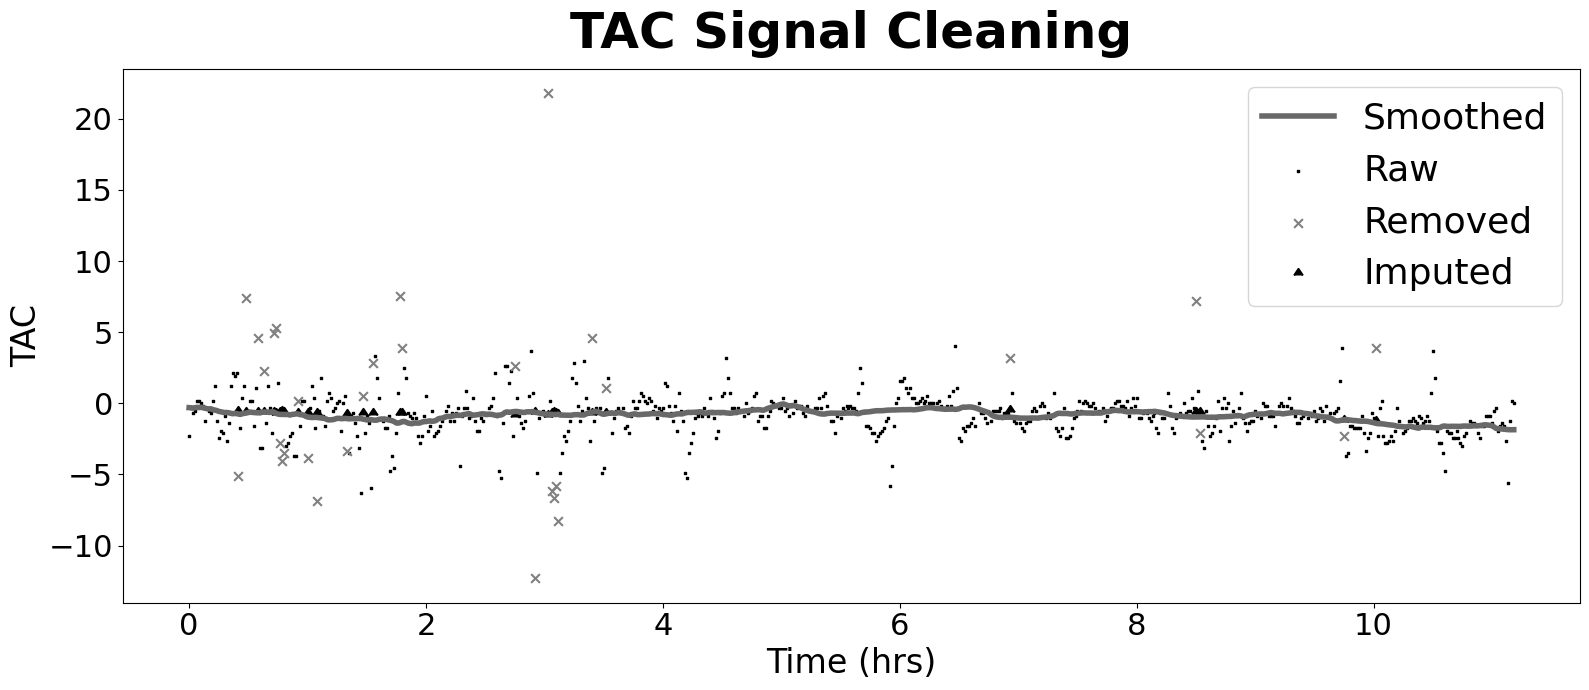 TAC Signal Cleaning
TAC
20
15
10
5
0
−5
−10
Smoothed
Raw
Removed
Imputed
0 2 4 6 8 10
Time (hrs)